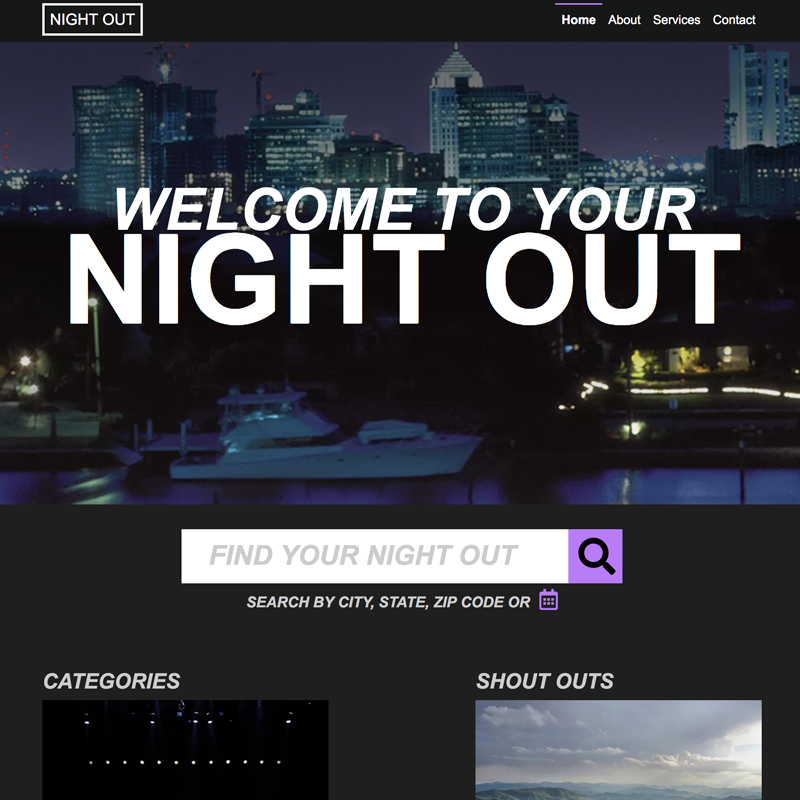 NIGHT OUT
Home About Services Contact
WELCOME TO YOUR
NIGHT OUT
FIND YOUR NIGHT OUT
SEARCH BY CITY, STATE, ZIP CODE OR
CATEGORIES
SHOUT OUTS